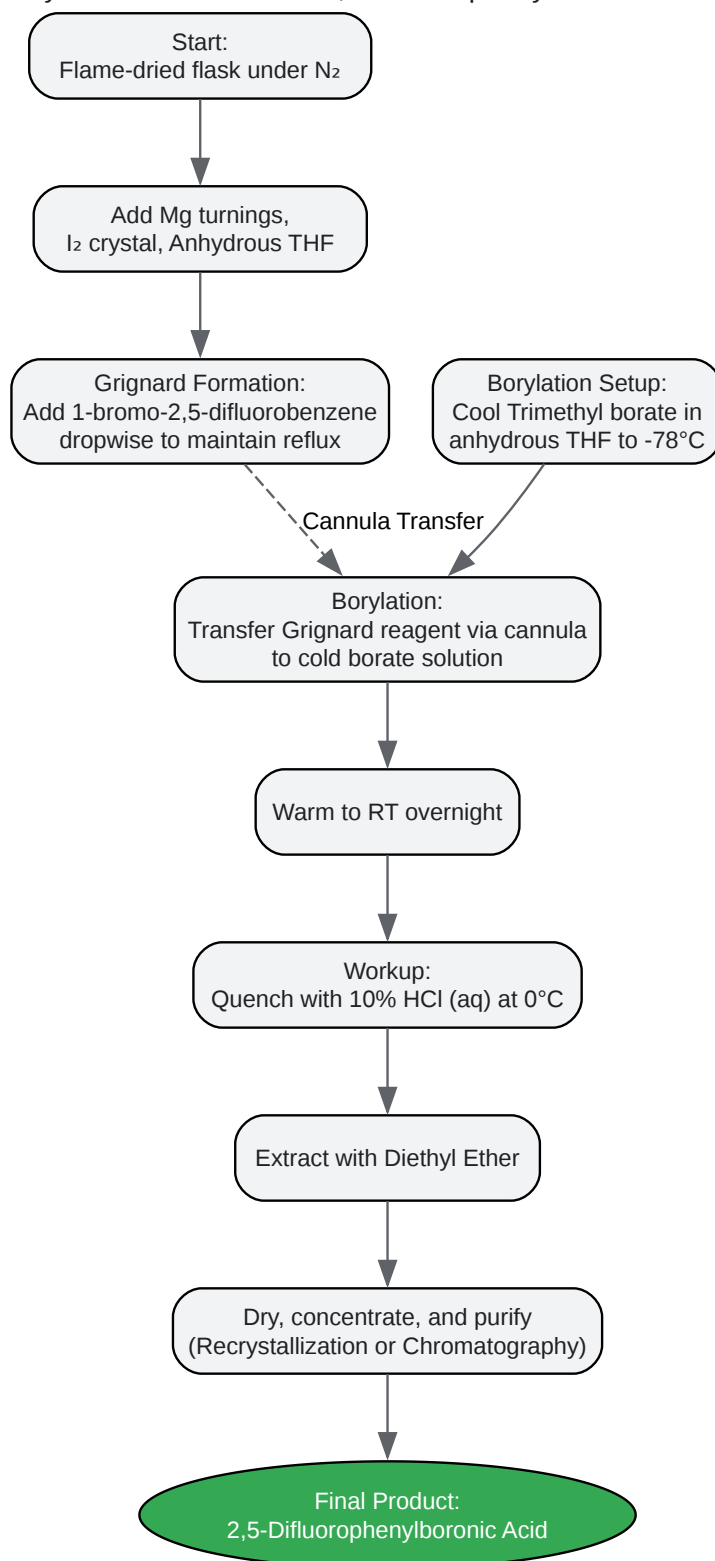 Start:
Flame-dried flask under N₂
Add Mg turnings,
I₂ crystal, Anhydrous THF
Grignard Formation:
Add 1-bromo-2,5-difluorobenzene
dropwise to maintain reflux
Borylation Setup:
Cool Trimethyl borate in
anhydrous THF to -78°C
Cannula Transfer
Borylation:
Transfer Grignard reagent via cannula
to cold borate solution
Warm to RT overnight
Workup:
Quench with 10% HCl (aq) at 0°C
Extract with Diethyl Ether
Dry, concentrate, and purify
(Recrystallization or Chromatography)
Final Product:
2,5-Difluorophenylboronic Acid